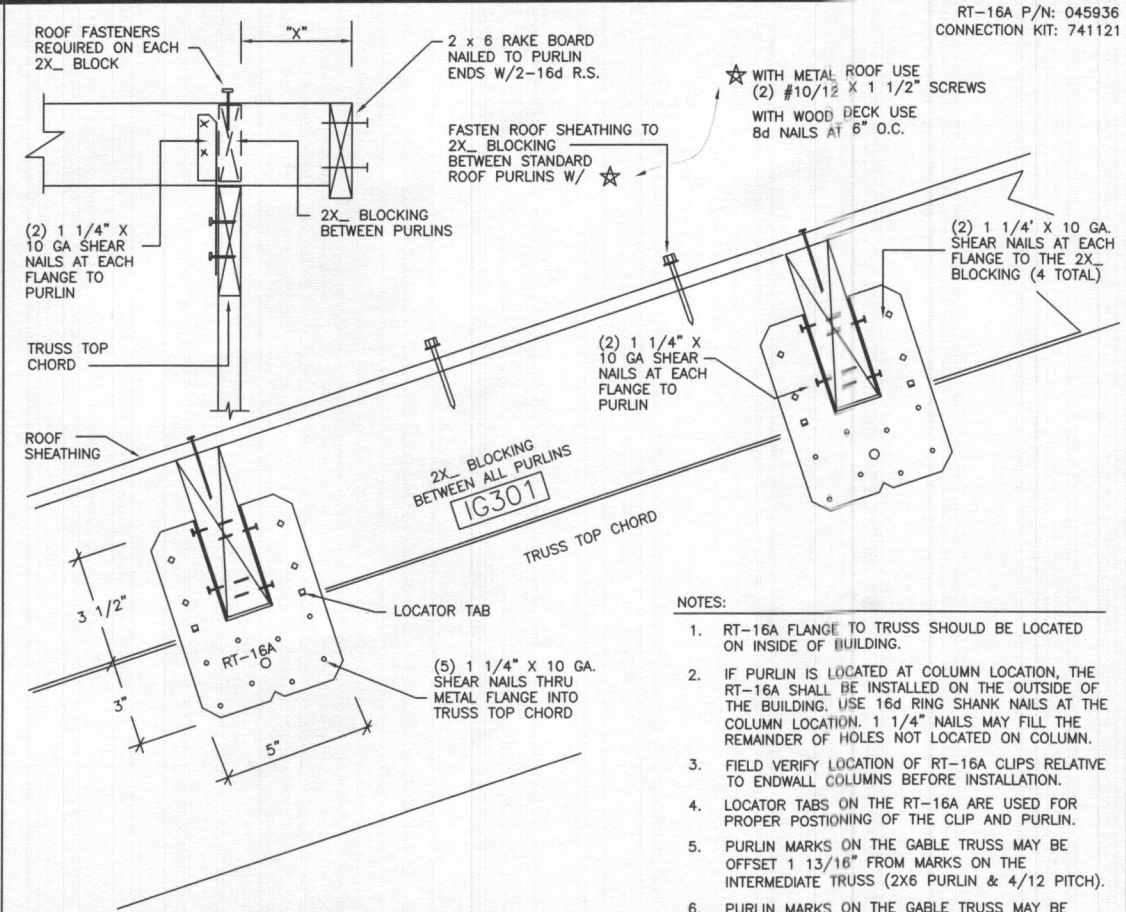 RT-16A P/N: 045936
CONNECTION KIT: 741121
ROOF FASTENERS
REQUIRED ON EACH
2X_ BLOCK
"X"
2 x 6 RAKE BOARD
NAILED TO PURLIN
ENDS W/2-16d R.S.
☆ WITH METAL ROOF USE
(2) #10/12 X 1 1/2" SCREWS
WITH WOOD DECK USE
8d NAILS AT 6" O.C.
FASTEN ROOF SHEATHING TO
2X_ BLOCKING
BETWEEN STANDARD
ROOF PURLINS W/ ☆
(2) 1 1/4" X
10 GA SHEAR
NAILS AT EACH
FLANGE TO
PURLIN
2X_ BLOCKING
BETWEEN PURLINS
(2) 1 1/4' X 10 GA.
SHEAR NAILS AT EACH
FLANGE TO THE 2X_
BLOCKING (4 TOTAL)
TRUSS TOP
CHORD
(2) 1 1/4" X
10 GA SHEAR
NAILS AT EACH
FLANGE TO
PURLIN
ROOF
SHEATHING
2X_ BLOCKING
BETWEEN ALL PURLINS
IG301
TRUSS TOP CHORD
3 1/2"
3"
5"
RT-16A
LOCATOR TAB
(5) 1 1/4" X 10 GA.
SHEAR NAILS THRU
METAL FLANGE INTO
TRUSS TOP CHORD
NOTES:
1. RT-16A FLANGE TO TRUSS SHOULD BE LOCATED
ON INSIDE OF BUILDING.
2. IF PURLIN IS LOCATED AT COLUMN LOCATION, THE
RT-16A SHALL BE INSTALLED ON THE OUTSIDE OF
THE BUILDING. USE 16d RING SHANK NAILS AT THE
COLUMN LOCATION. 1 1/4" NAILS MAY FILL THE
REMAINDER OF HOLES NOT LOCATED ON COLUMN.
3. FIELD VERIFY LOCATION OF RT-16A CLIPS RELATIVE
TO ENDWALL COLUMNS BEFORE INSTALLATION.
4. LOCATOR TABS ON THE RT-16A ARE USED FOR
PROPER POSTIONING OF THE CLIP AND PURLIN.
5. PURLIN MARKS ON THE GABLE TRUSS MAY BE
OFFSET 1 13/16" FROM MARKS ON THE
INTERMEDIATE TRUSS (2X6 PURLIN & 4/12 PITCH).
6. PURLIN MARKS ON THE GABLE TRUSS MAY BE